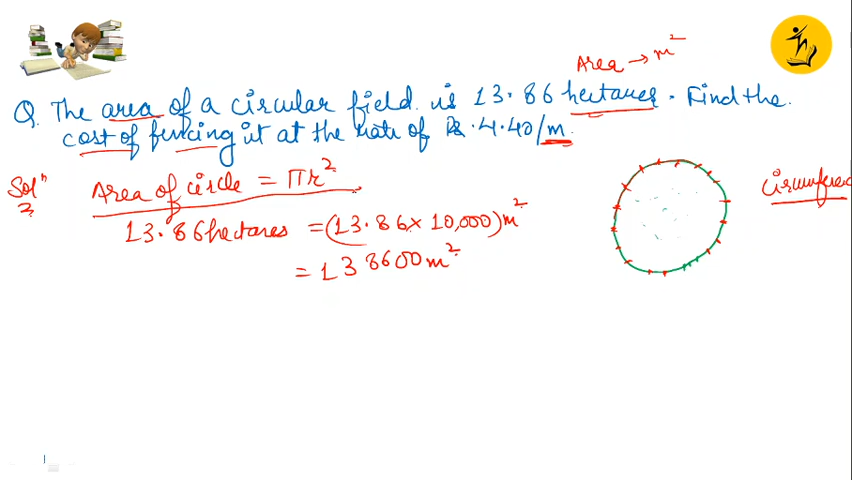 Area → m²
Q. The area of a circular field is 13.86 hectares. Find the
cost of fencing it at the rate of Rs.4.40/m.
Solⁿ
Area of circle = πr²
13.86 hectares = (13.86 × 10,000) m²
= 138600 m²
Circumferec